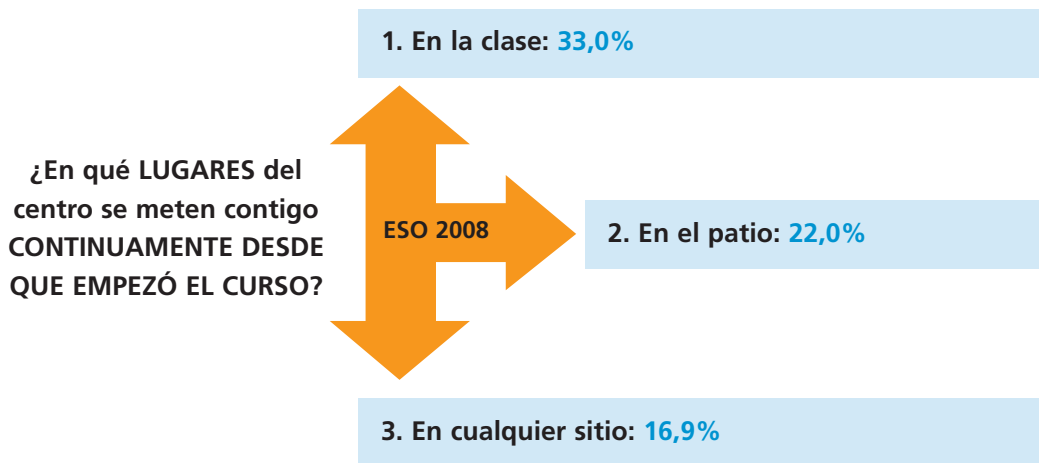 1. En la clase: 33,0%
¿En qué LUGARES del
centro se meten contigo
CONTINUAMENTE DESDE
QUE EMPEZÓ EL CURSO?
ESO 2008
2. En el patio: 22,0%
3. En cualquier sitio: 16,9%